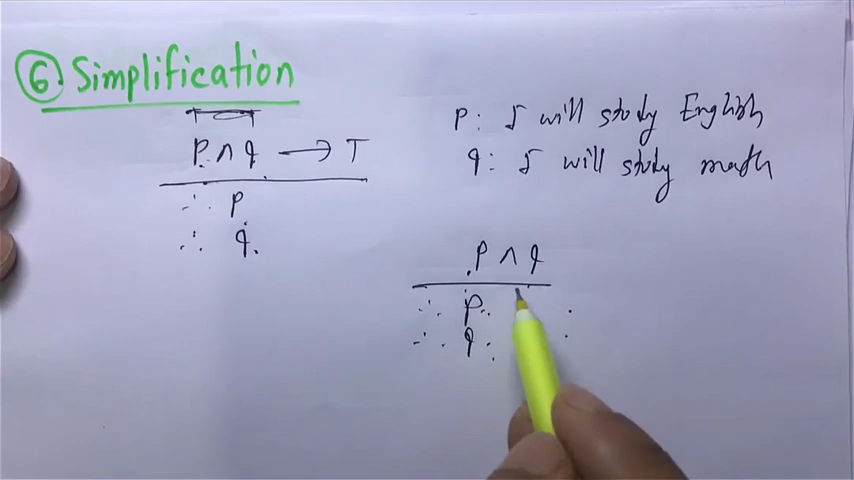 6. Simplification
P ∧ q → T
∴ P
∴ q.
P: I will study English
q: I will study math
P ∧ q
∴ P
∴ q